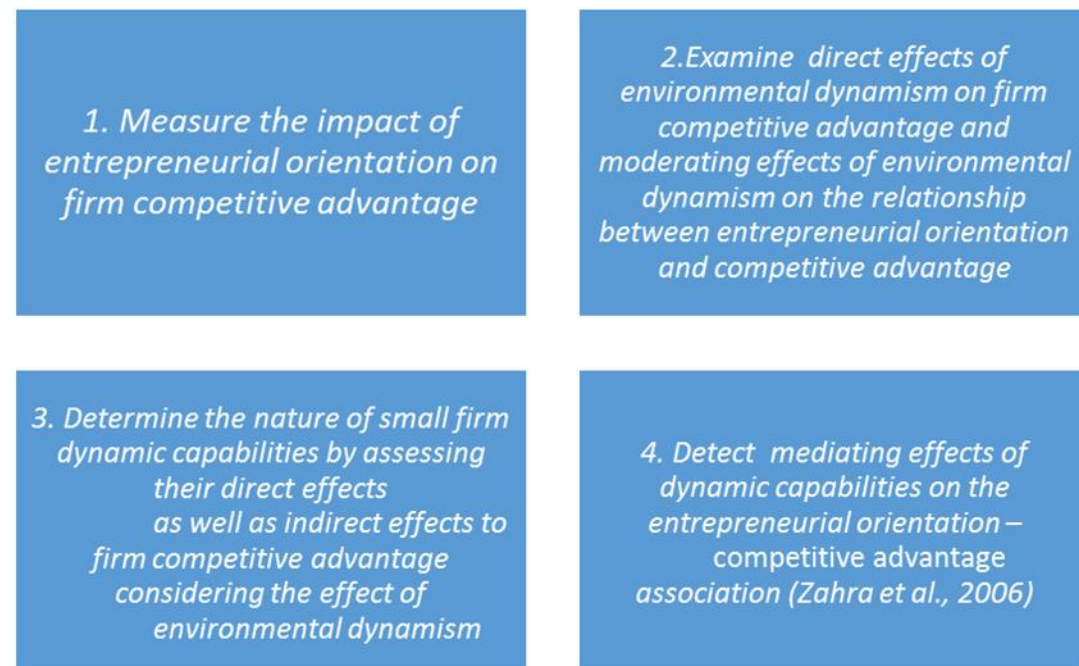 1. Measure the impact of
entrepreneurial orientation on
firm competitive advantage
2.Examine direct effects of
environmental dynamism on firm
competitive advantage and
moderating effects of environmental
dynamism on the relationship
between entrepreneurial orientation
and competitive advantage
3. Determine the nature of small firm
dynamic capabilities by assessing
their direct effects
as well as indirect effects to
firm competitive advantage
considering the effect of
environmental dynamism
4. Detect mediating effects of
dynamic capabilities on the
entrepreneurial orientation –
competitive advantage
association (Zahra et al., 2006)